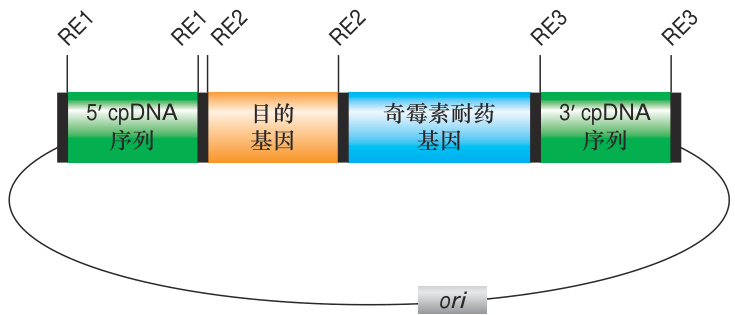 RE1
RE1
RE2
RE2
RE3
RE3
5′ cpDNA
序列
目的
基因
奇霉素耐药
基因
3′ cpDNA
序列
ori